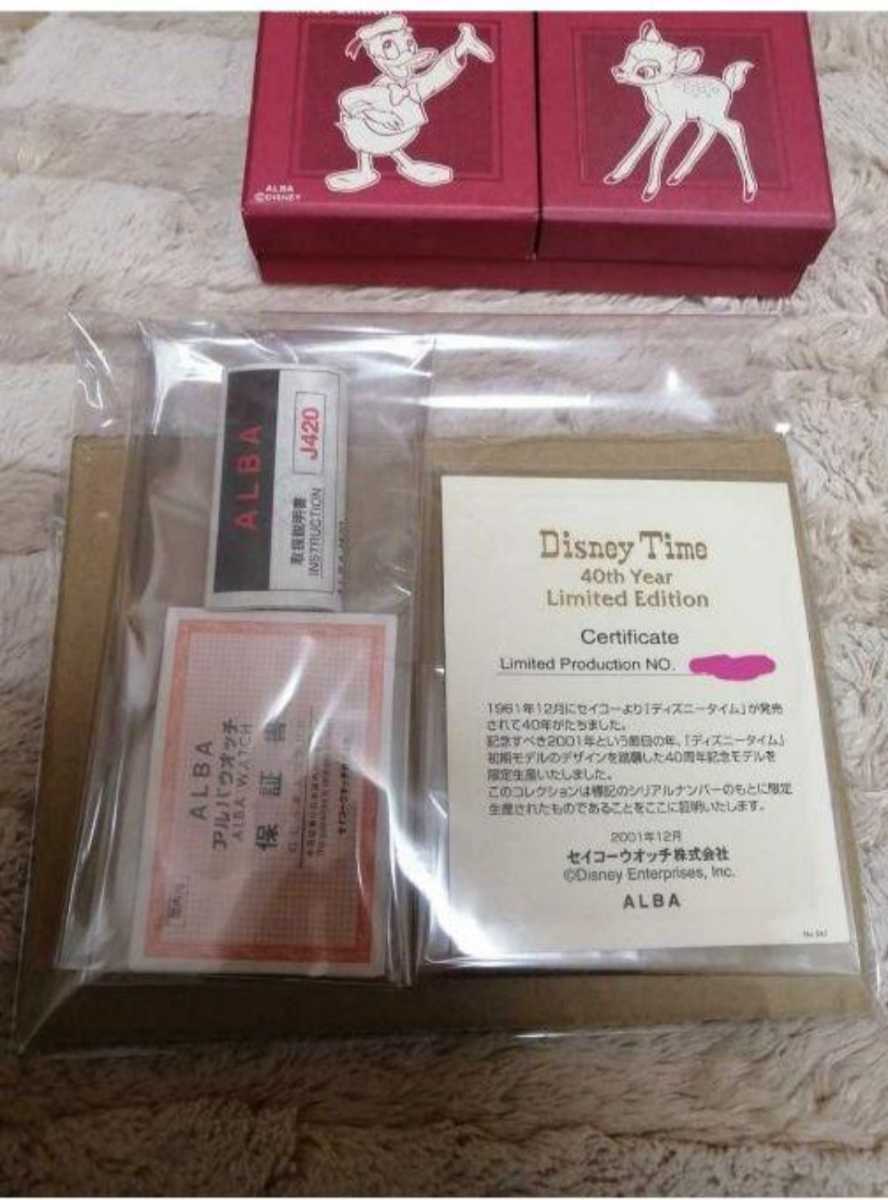 Limited Edition
ALBA
©DISNEY
ALBA
取扱説明書
INSTRUCTION
J420
ALBA
アルバウオッチ
ALBA WATCH
保証書
Disney Time
40th Year
Limited Edition
Certificate
Limited Production NO.
1961年12月にセイコーより「ディズニータイム」が発売
されて40年がたちました。
記念すべき2001年という節目の年、「ディズニータイム」
初期モデルのデザインを踏襲した40周年記念モデルを
限定生産いたしました。
このコレクションは標記のシリアルナンバーのもとに限定
生産されたものであることをここに証明いたします。
2001年12月
セイコーウオッチ株式会社
©Disney Enterprises, Inc.
ALBA